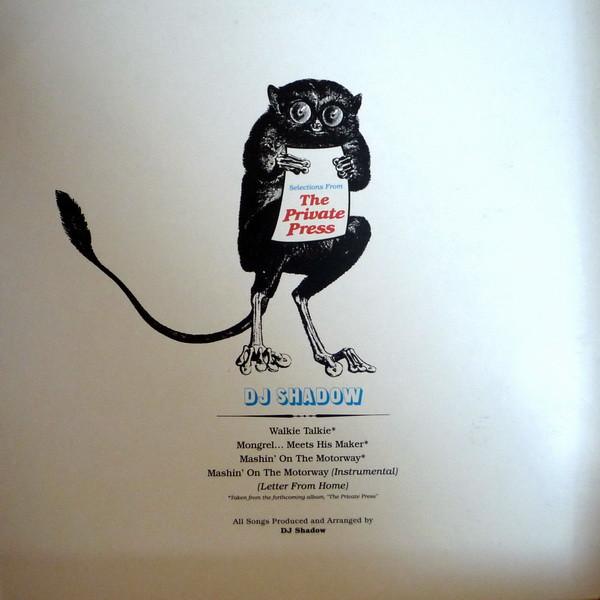 Selections From
The
Private
Press
DJ SHADOW
Walkie Talkie*
Mongrel... Meets His Maker*
Mashin' On The Motorway*
Mashin' On The Motorway (Instrumental)
(Letter From Home)
*Taken from the forthcoming album, "The Private Press"
All Songs Produced and Arranged by
DJ Shadow